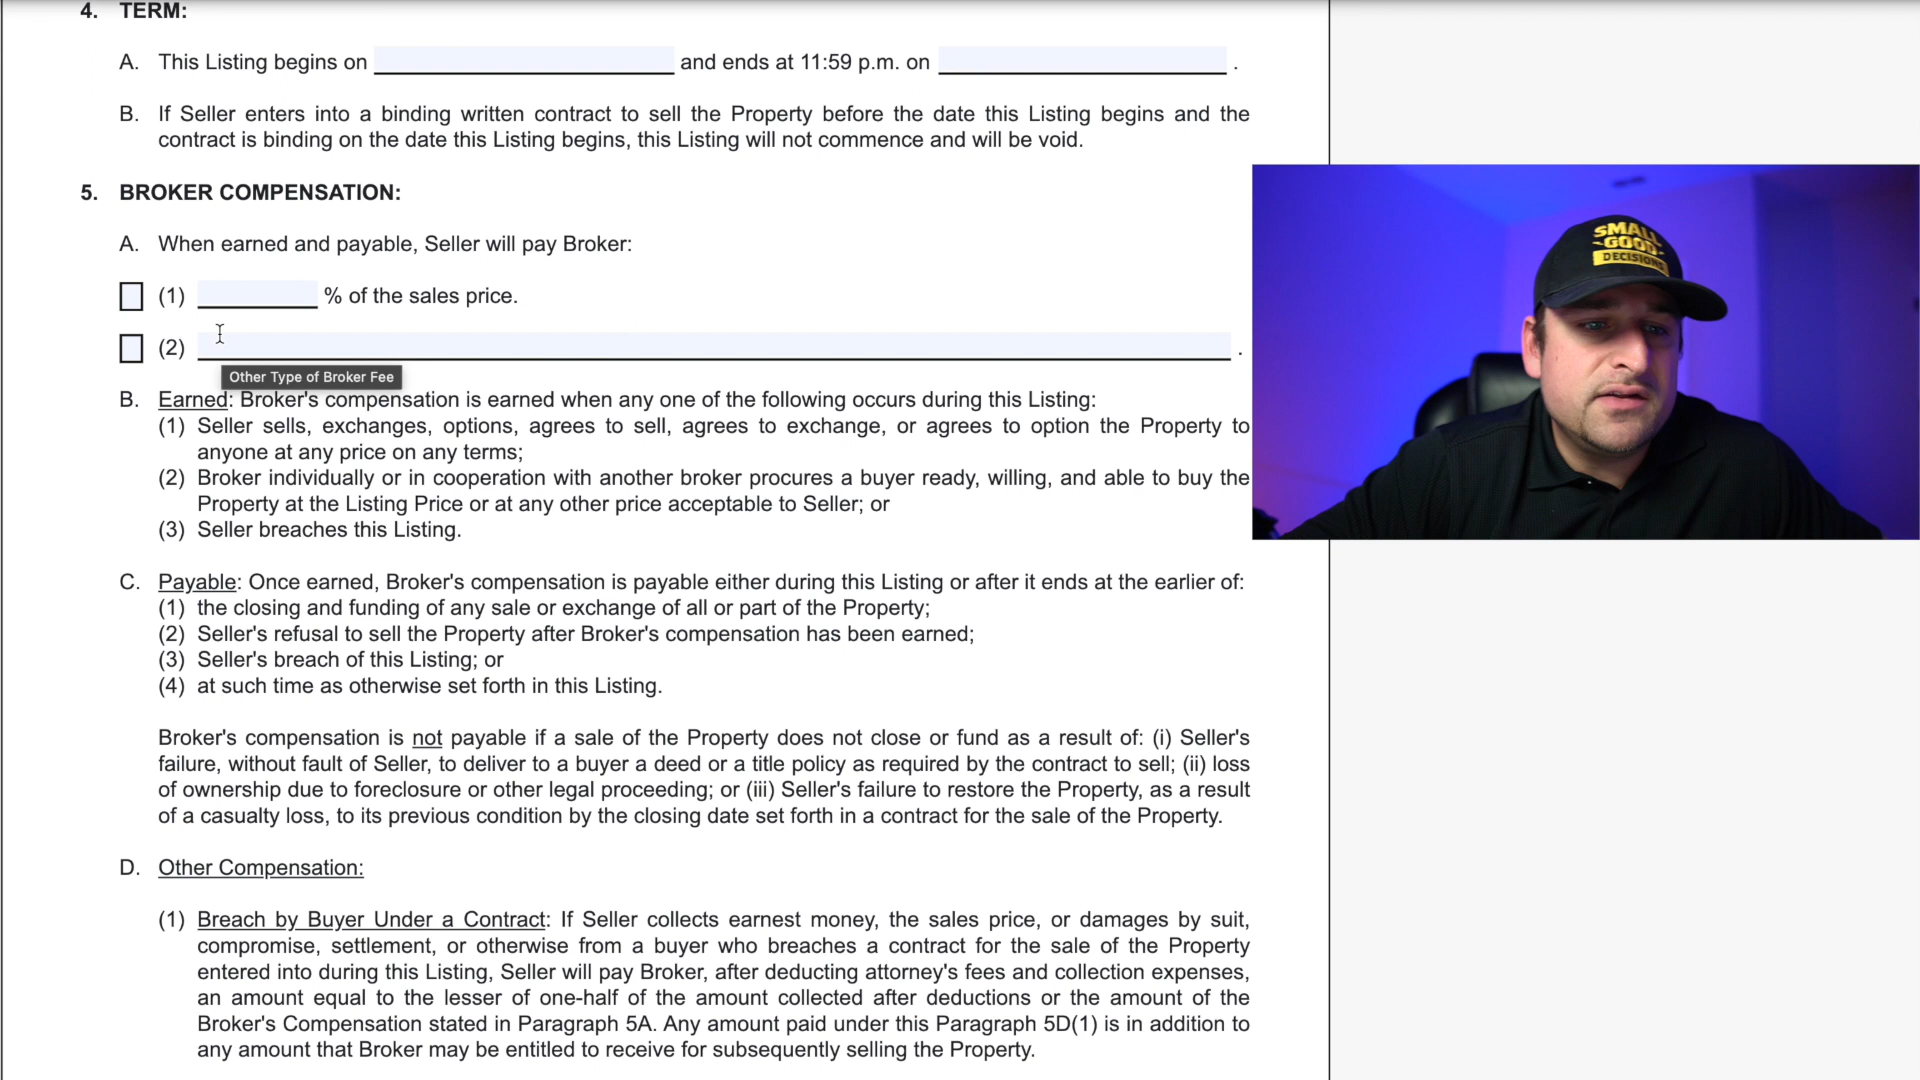 4. TERM:
A. This Listing begins on and ends at 11:59 p.m. on .
B. If Seller enters into a binding written contract to sell the Property before the date this Listing begins and the
contract is binding on the date this Listing begins, this Listing will not commence and will be void.
5. BROKER COMPENSATION:
A. When earned and payable, Seller will pay Broker:
(1) % of the sales price.
(2) .
Other Type of Broker Fee
B. Earned: Broker's compensation is earned when any one of the following occurs during this Listing:
(1) Seller sells, exchanges, options, agrees to sell, agrees to exchange, or agrees to option the Property to
anyone at any price on any terms;
(2) Broker individually or in cooperation with another broker procures a buyer ready, willing, and able to buy the
Property at the Listing Price or at any other price acceptable to Seller; or
(3) Seller breaches this Listing.
C. Payable: Once earned, Broker's compensation is payable either during this Listing or after it ends at the earlier of:
(1) the closing and funding of any sale or exchange of all or part of the Property;
(2) Seller's refusal to sell the Property after Broker's compensation has been earned;
(3) Seller's breach of this Listing; or
(4) at such time as otherwise set forth in this Listing.
Broker's compensation is not payable if a sale of the Property does not close or fund as a result of: (i) Seller's
failure, without fault of Seller, to deliver to a buyer a deed or a title policy as required by the contract to sell; (ii) loss
of ownership due to foreclosure or other legal proceeding; or (iii) Seller's failure to restore the Property, as a result
of a casualty loss, to its previous condition by the closing date set forth in a contract for the sale of the Property.
D. Other Compensation:
(1) Breach by Buyer Under a Contract: If Seller collects earnest money, the sales price, or damages by suit,
compromise, settlement, or otherwise from a buyer who breaches a contract for the sale of the Property
entered into during this Listing, Seller will pay Broker, after deducting attorney's fees and collection expenses,
an amount equal to the lesser of one-half of the amount collected after deductions or the amount of the
Broker's Compensation stated in Paragraph 5A. Any amount paid under this Paragraph 5D(1) is in addition to
any amount that Broker may be entitled to receive for subsequently selling the Property.
SMALL
GOOD
DECISIONS